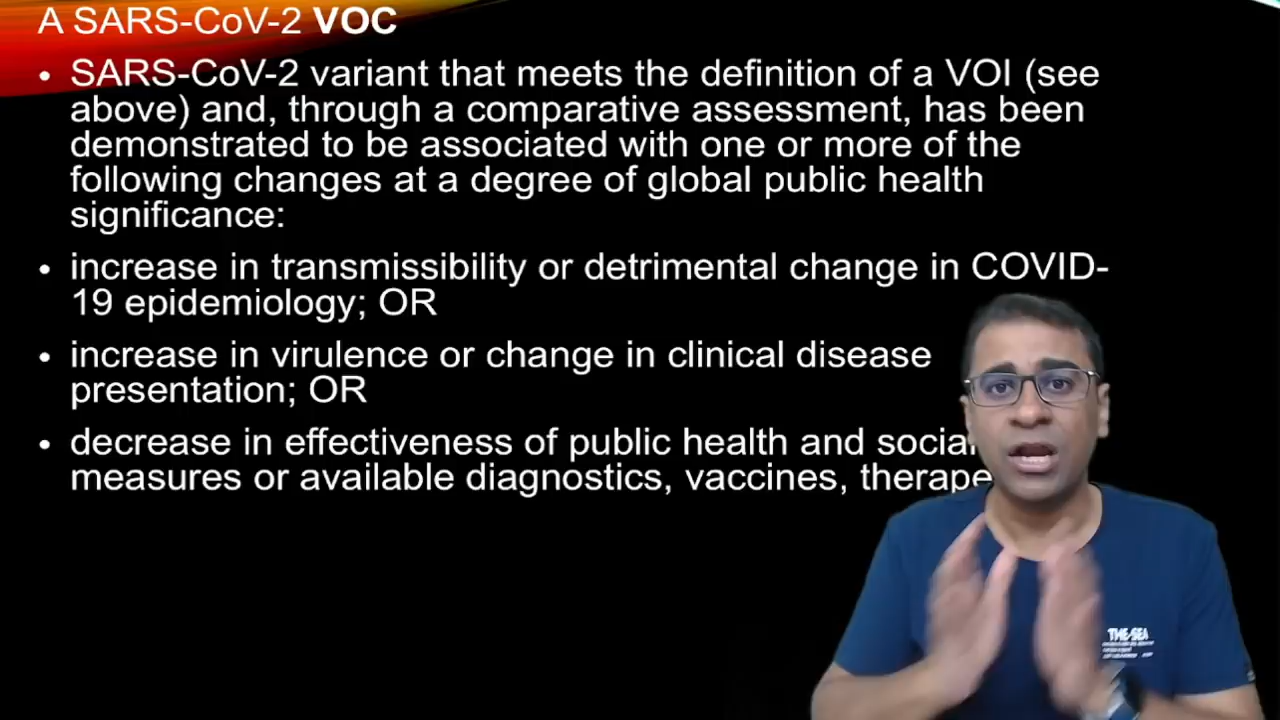 A SARS-CoV-2 VOC
• SARS-CoV-2 variant that meets the definition of a VOI (see
above) and, through a comparative assessment, has been
demonstrated to be associated with one or more of the
following changes at a degree of global public health
significance:
• increase in transmissibility or detrimental change in COVID-
19 epidemiology; OR
• increase in virulence or change in clinical disease
presentation; OR
• decrease in effectiveness of public health and social
measures or available diagnostics, vaccines, therape
THE/SEA